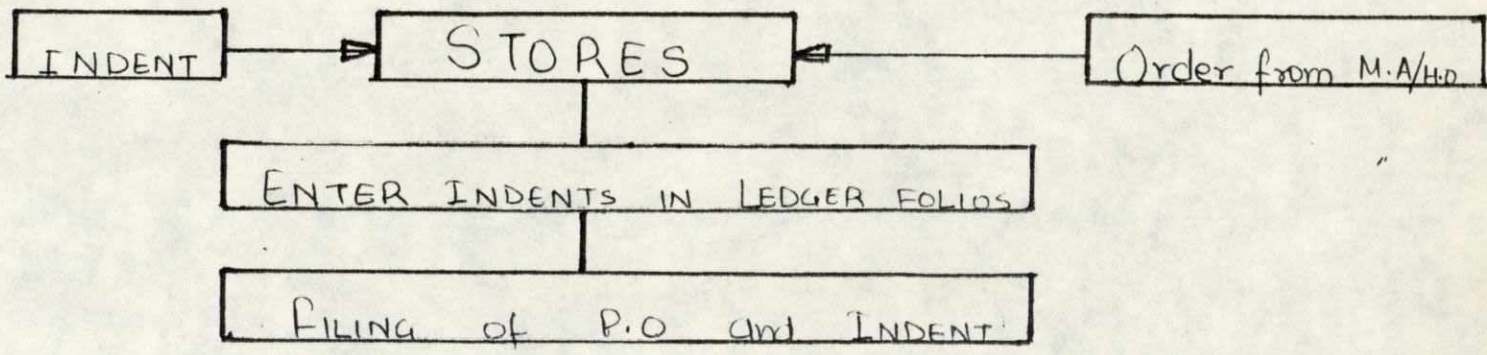 INDENT
STORES
Order from M.A/H.O
ENTER INDENTS IN LEDGER FOLIOS
FILING of P.O and INDENT